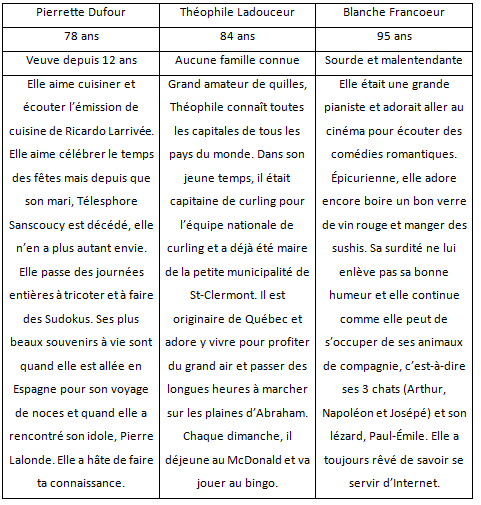 Pierrette Dufour
78 ans
Veuve depuis 12 ans
Elle aime cuisiner et
écouter l’émission de
cuisine de Ricardo Larrivée.
Elle aime célébrer le temps
des fêtes mais depuis que
son mari, Télesphore
Sanscoucy est décédé, elle
n’en a plus autant envie.
Elle passe des journées
entières à tricoter et à faire
des Sudokus. Ses plus
beaux souvenirs à vie sont
quand elle est allée en
Espagne pour son voyage
de noces et quand elle a
rencontré son idole, Pierre
Lalonde. Elle a hâte de faire
ta connaissance.
Théophile Ladouceur
84 ans
Aucune famille connue
Grand amateur de quilles,
Théophile connaît toutes
les capitales de tous les
pays du monde. Dans son
jeune temps, il était
capitaine de curling pour
l’équipe nationale de
curling et a déjà été maire
de la petite municipalité de
St-Clermont. Il est
originaire de Québec et
adore y vivre pour profiter
du grand air et passer des
longues heures à marcher
sur les plaines d’Abraham.
Chaque dimanche, il
déjeune au McDonald et va
jouer au bingo.
Blanche Francoeur
95 ans
Sourde et malentendante
Elle était une grande
pianiste et adorait aller au
cinéma pour écouter des
comédies romantiques.
Épicurienne, elle adore
encore boire un bon verre
de vin rouge et manger des
sushis. Sa surdité ne lui
enlève pas sa bonne
humeur et elle continue
comme elle peut de
s’occuper de ses animaux
de compagnie, c’est-à-dire
ses 3 chats (Arthur,
Napoléon et Josépé) et son
lézard, Paul-Émile. Elle a
toujours rêvé de savoir se
servir d’Internet.